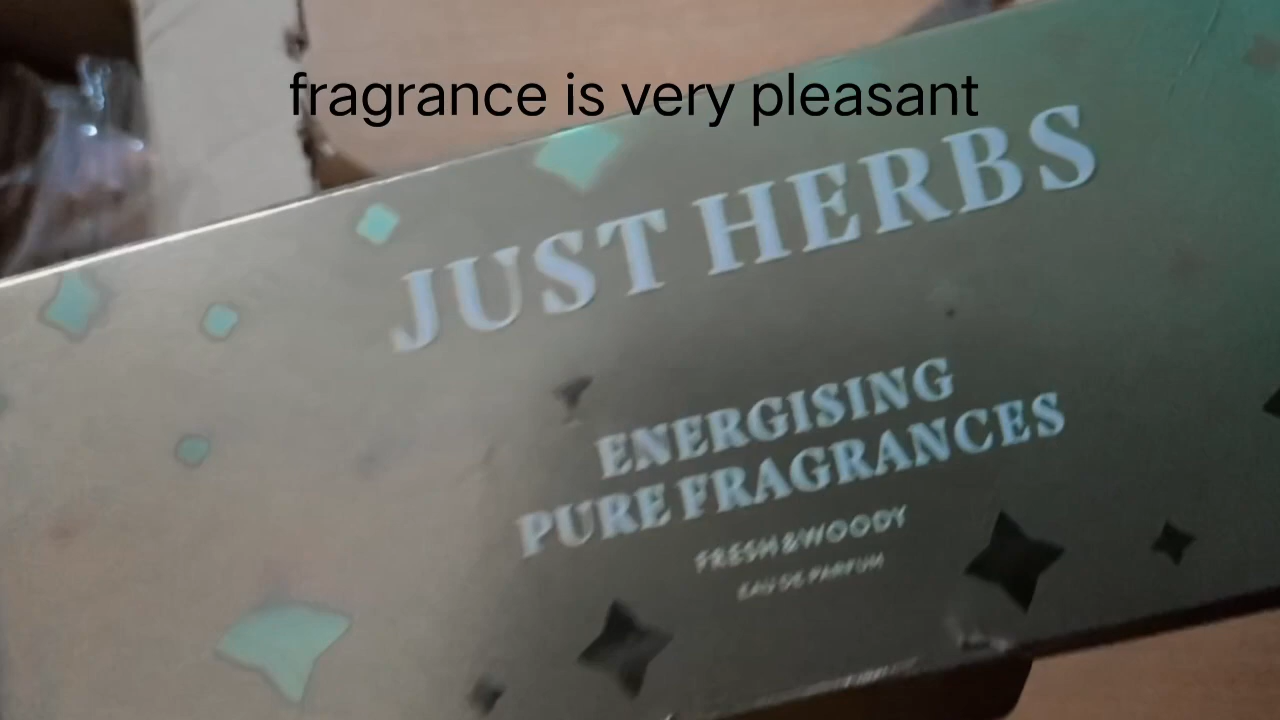 fragrance is very pleasant
JUST HERBS
ENERGISING
PURE FRAGRANCES
FRESH & WOODY
EAU DE PARFUM